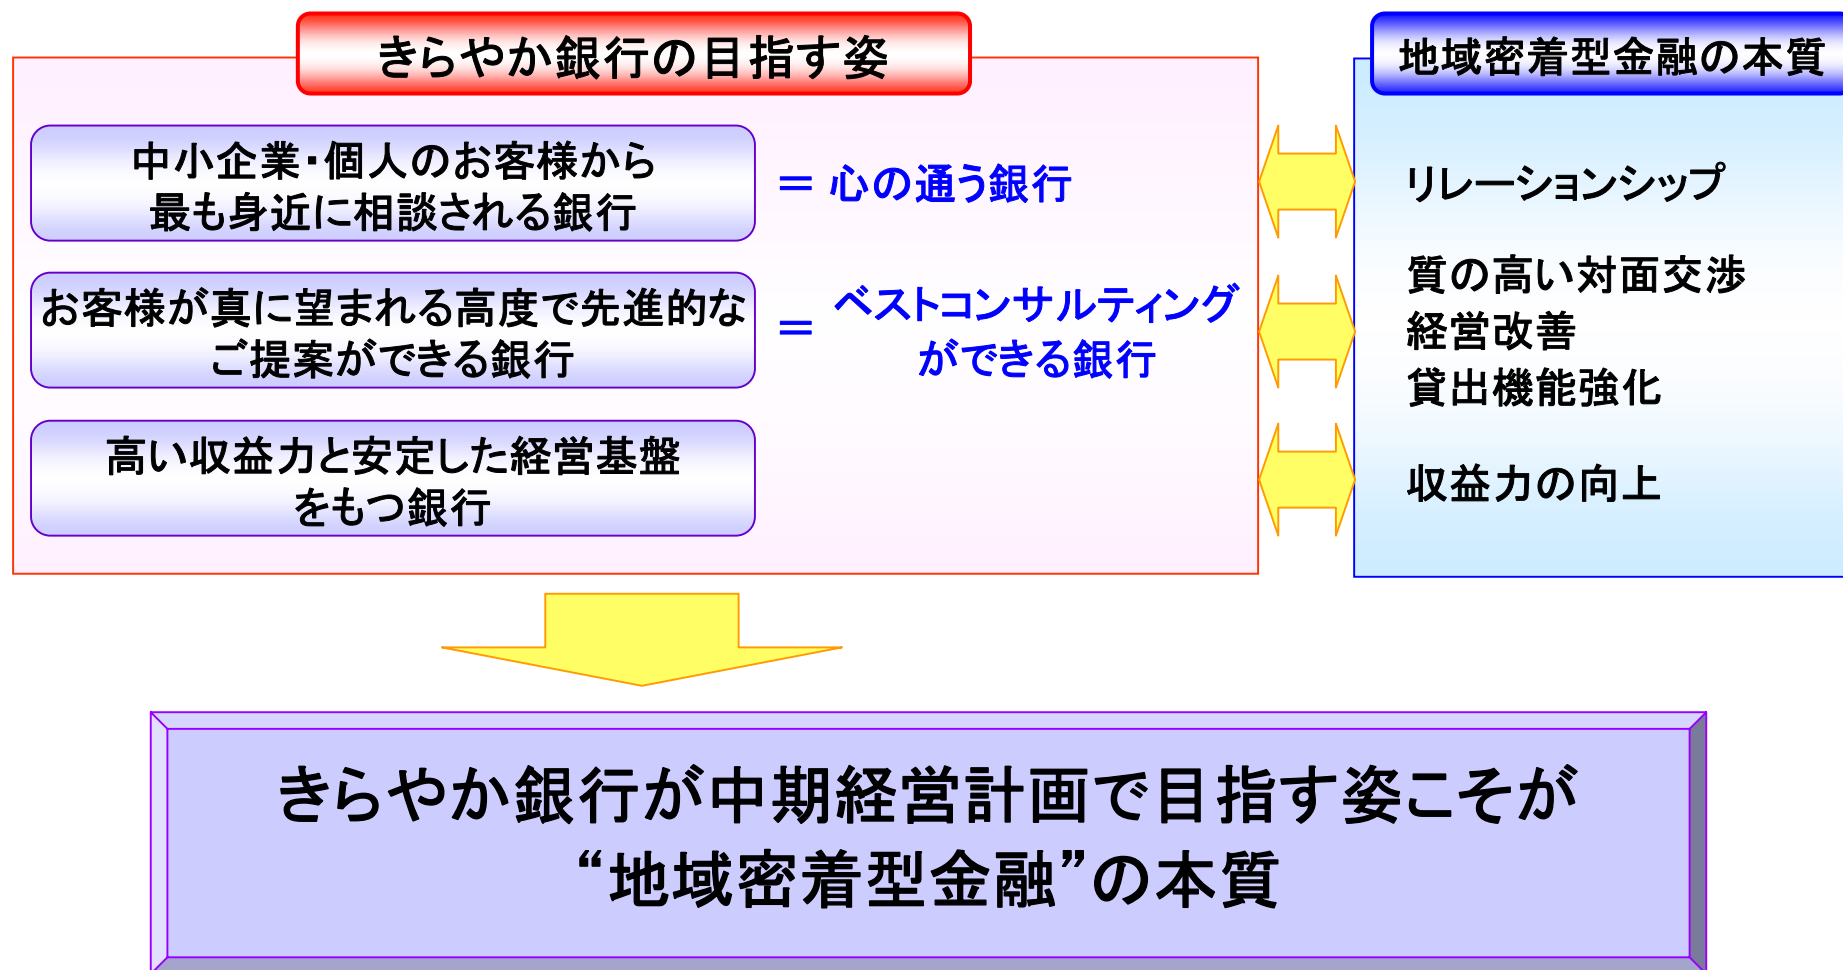 きらやか銀行の目指す姿
中小企業・個人のお客様から
最も身近に相談される銀行
＝ 心の通う銀行
お客様が真に望まれる高度で先進的な
ご提案ができる銀行
＝ ベストコンサルティング
ができる銀行
高い収益力と安定した経営基盤
をもつ銀行
地域密着型金融の本質
リレーションシップ
質の高い対面交渉
経営改善
貸出機能強化
収益力の向上
きらやか銀行が中期経営計画で目指す姿こそが
“地域密着型金融”の本質